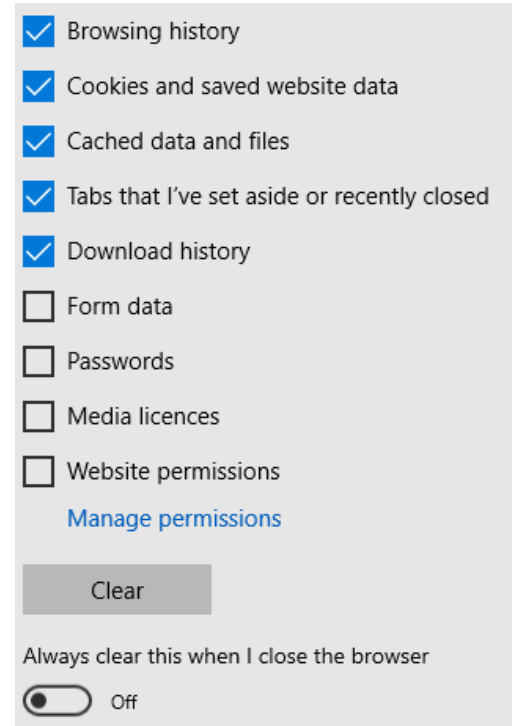 Browsing history
Cookies and saved website data
Cached data and files
Tabs that I've set aside or recently closed
Download history
Form data
Passwords
Media licences
Website permissions
Manage permissions
Clear
Always clear this when I close the browser
Off